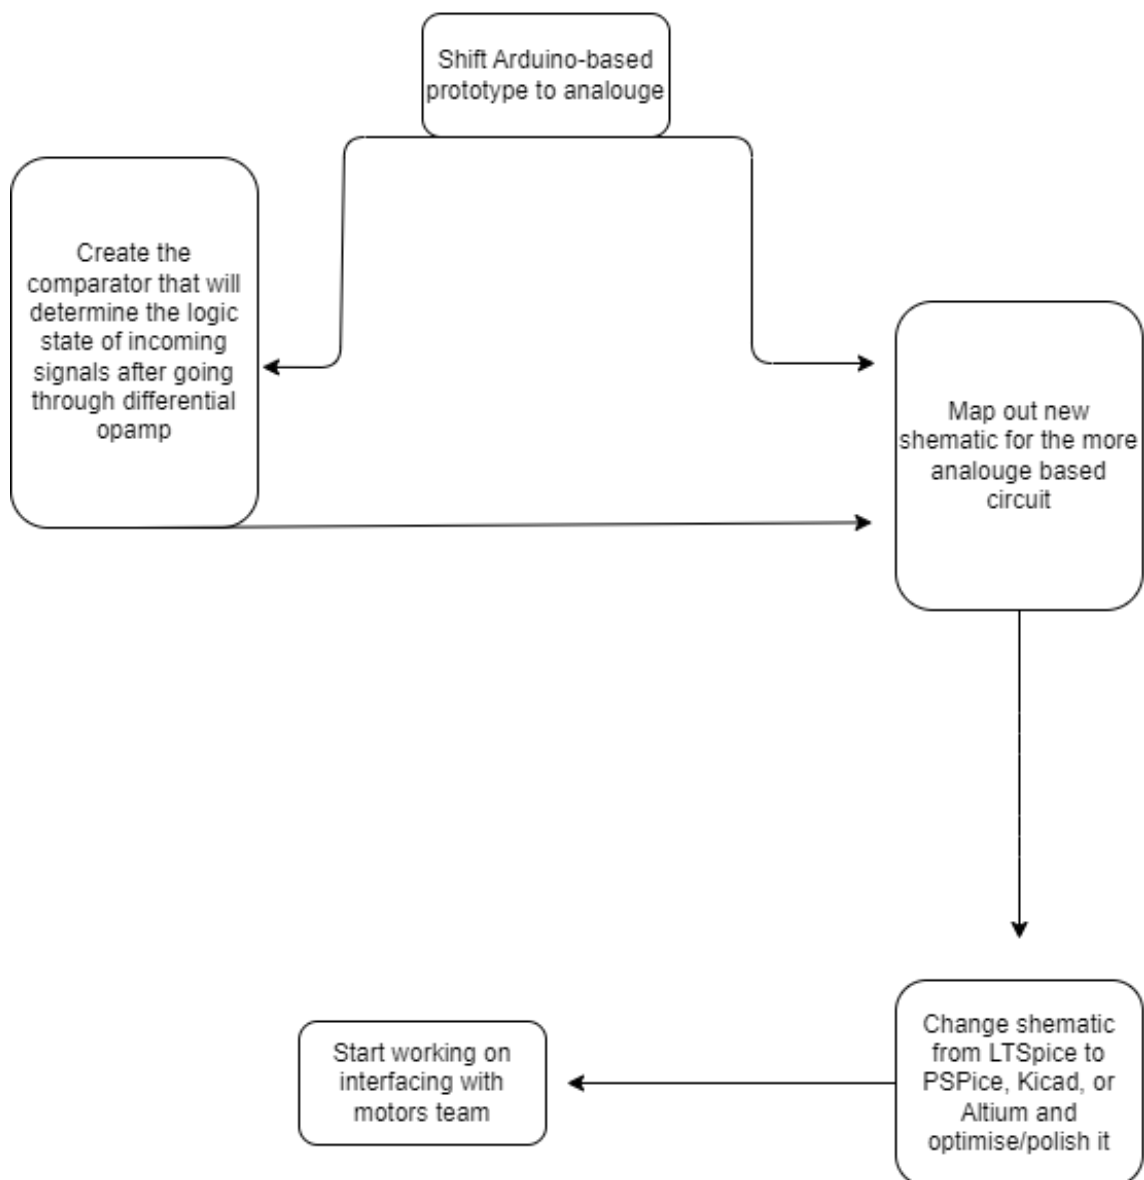 Shift Arduino-based
prototype to analouge
Create the
comparator that will
determine the logic
state of incoming
signals after going
through differential
opamp
Map out new
shematic for the more
analouge based
circuit
Change shematic
from LTSpice to
PSPice, Kicad, or
Altium and
optimise/polish it
Start working on
interfacing with
motors team